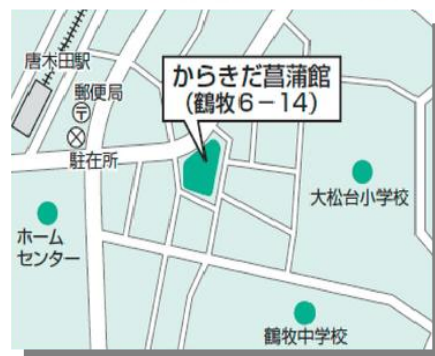 唐木田駅
からきだ菖蒲館
(鶴牧6－14)
郵便局
〒
駐在所
大松台小学校
ホーム
センター
鶴牧中学校